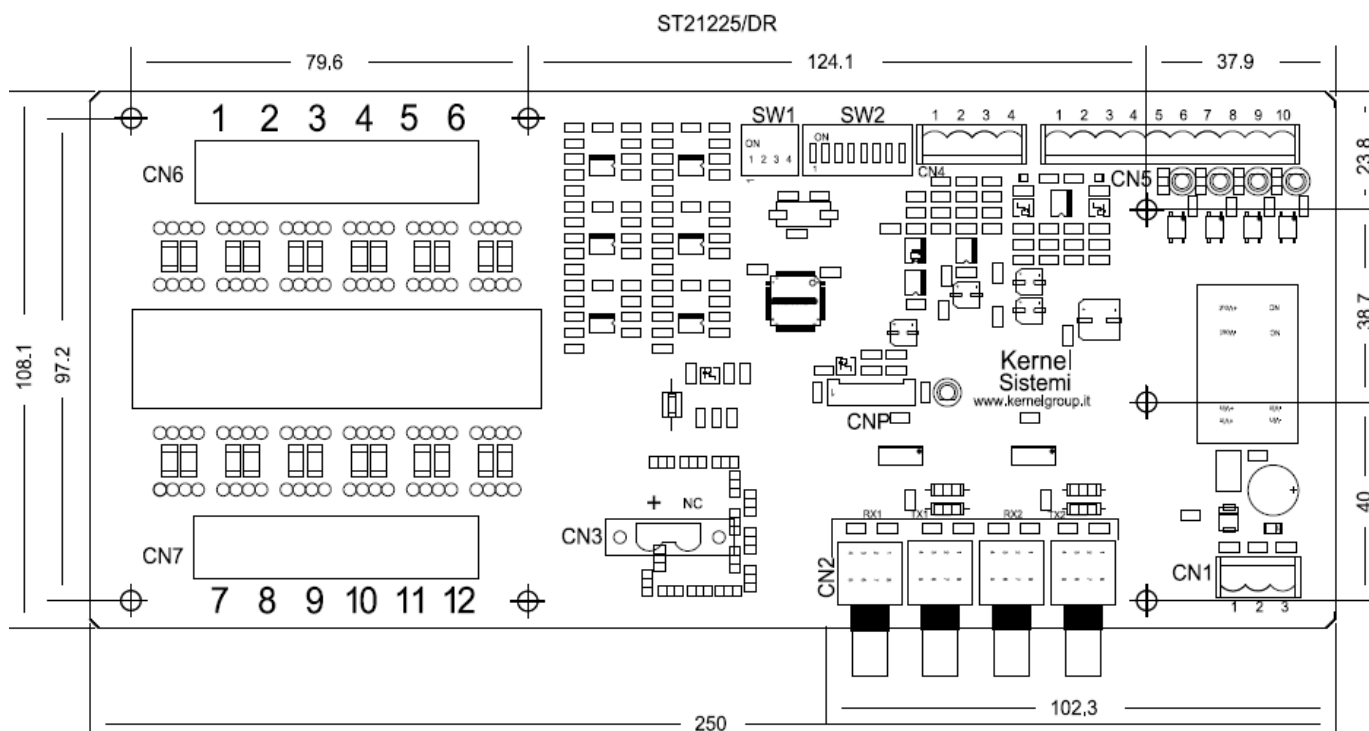 ST21225/DR
79.6 124.1 37.9
1 2 3 4 5 6
SW1 SW2
1 2 3 4
1 2 3 4 5 6 7 8 9 10
ON
1 2 3 4
1
ON
1
CN6
CN4
CN5
23.8
38.7
108.1
97.2
Kernel
Sistemi
www.kernelgroup.it
CNP
40
+ NC
CN3
RX1 TX1 RX2 TX2
CN2
+
CN1
1 2 3
CN7
7 8 9 10 11 12
102,3
250